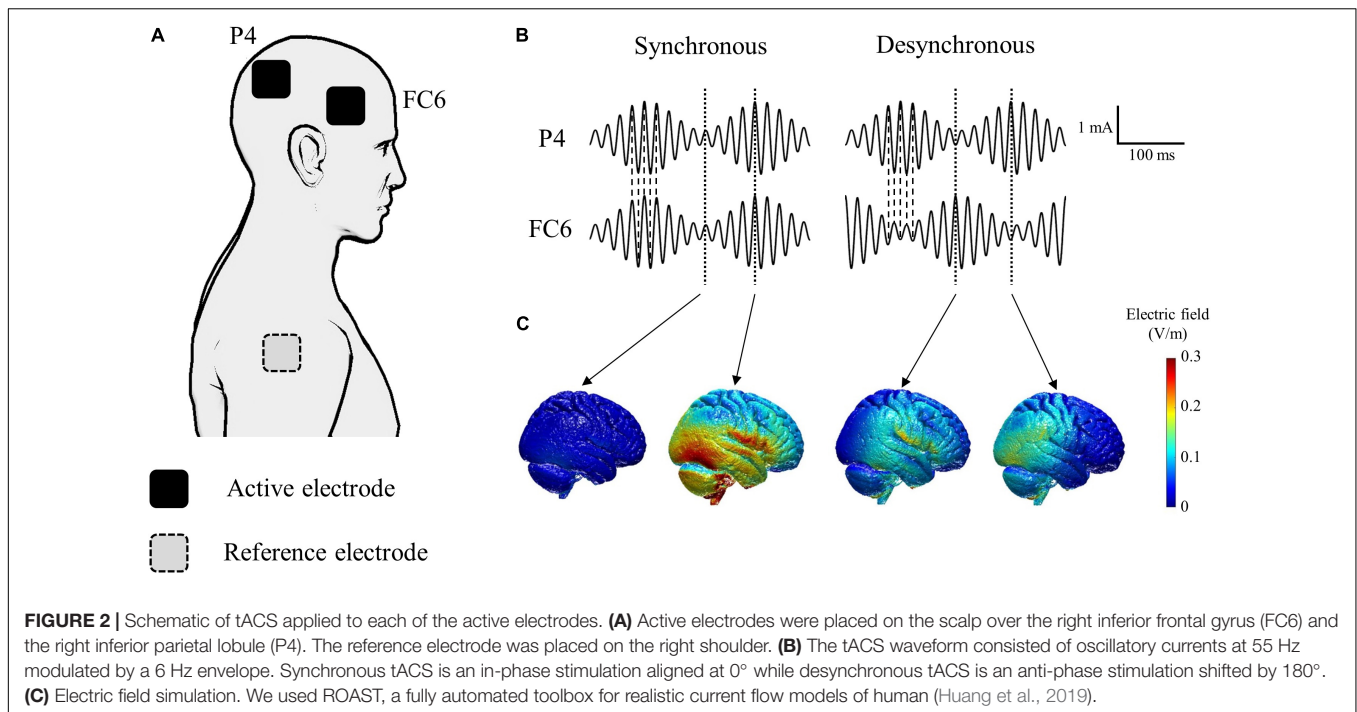 A
P4
FC6
Active electrode
Reference electrode
B
Synchronous
Desynchronous
P4
FC6
1 mA
100 ms
C
Electric field
(V/m)
0.3
0.2
0.1
0
FIGURE 2 | Schematic of tACS applied to each of the active electrodes. (A) Active electrodes were placed on the scalp over the right inferior frontal gyrus (FC6) and
the right inferior parietal lobule (P4). The reference electrode was placed on the right shoulder. (B) The tACS waveform consisted of oscillatory currents at 55 Hz
modulated by a 6 Hz envelope. Synchronous tACS is an in-phase stimulation aligned at 0° while desynchronous tACS is an anti-phase stimulation shifted by 180°.
(C) Electric field simulation. We used ROAST, a fully automated toolbox for realistic current flow models of human (Huang et al., 2019).